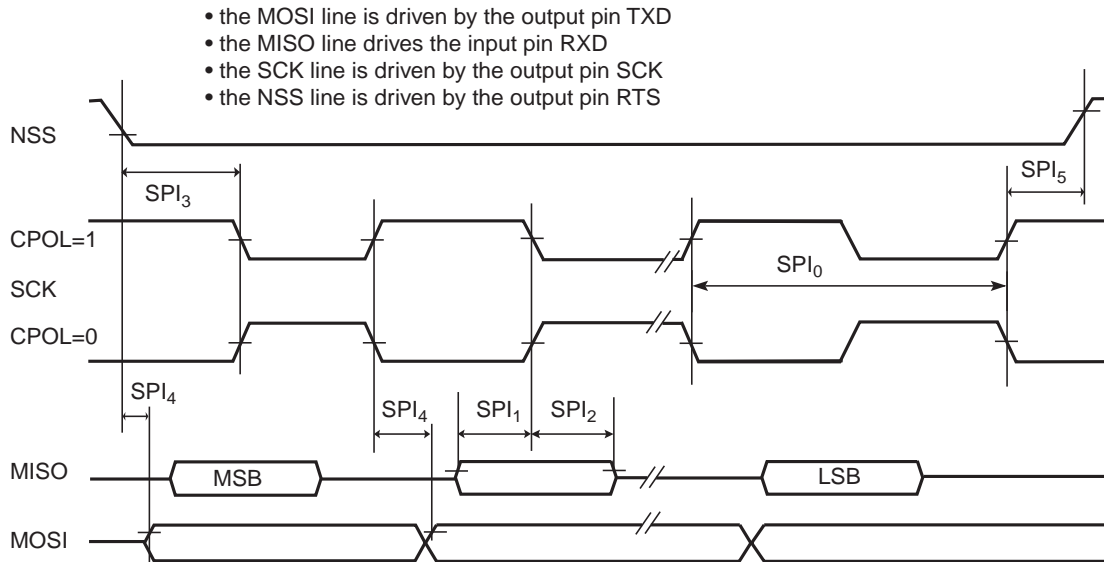 • the MOSI line is driven by the output pin TXD
• the MISO line drives the input pin RXD
• the SCK line is driven by the output pin SCK
• the NSS line is driven by the output pin RTS
NSS
SPI3
SPI5
CPOL=1
SPI0
SCK
CPOL=0
SPI4
SPI4
SPI1
SPI2
MISO
MSB
LSB
MOSI